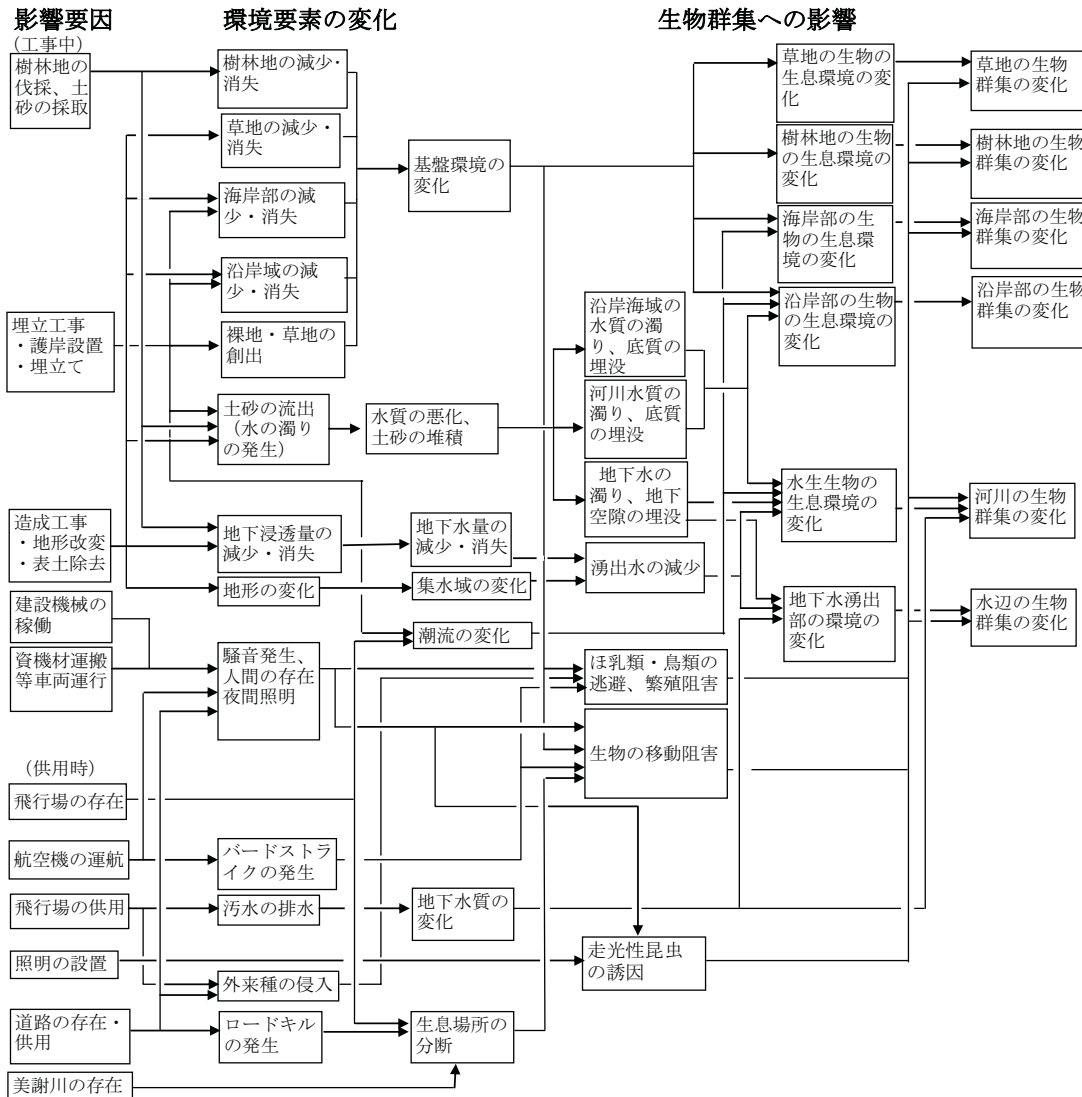 影響要因
環境要素の変化
生物群集への影響
(工事中)
樹林地の
伐採、土
砂の採取
埋立工事
・護岸設置
・埋立て
造成工事
・地形改変
・表土除去
建設機械の
稼働
資機材運搬
等車両運行
(供用時)
飛行場の存在
航空機の運航
飛行場の供用
照明の設置
道路の存在・
供用
美謝川の存在
樹林地の減少・
消失
草地の減少・
消失
海岸部の減
少・消失
沿岸域の減
少・消失
裸地・草地の
創出
土砂の流出
(水の濁り
の発生)
地下浸透量の
減少・消失
地形の変化
騒音発生、
人間の存在
夜間照明
バードストラ
イクの発生
汚水の排水
外来種の侵入
ロードキル
の発生
基盤環境の
変化
水質の悪化、
土砂の堆積
地下水量の
減少・消失
集水域の変化
潮流の変化
地下水質の
変化
生息場所の
分断
沿岸海域の
水質の濁
り、底質の
埋没
河川水質の
濁り、底質
の埋没
地下水の
濁り、地下
空隙の埋没
湧出水の減少
ほ乳類・鳥類の
逃避、繁殖阻害
生物の移動阻害
走光性昆虫
の誘因
草地の生物の
生息環境の変
化
樹林地の生物
の生息環境の
変化
海岸部の生
物の生息環
境の変化
沿岸部の生物
の生息環境の
変化
水生生物の
生息環境の
変化
地下水湧出
部の環境の
変化
草地の生物
群集の変化
樹林地の生物
群集の変化
海岸部の生物
群集の変化
沿岸部の生物
群集の変化
河川の生物
群集の変化
水辺の生物
群集の変化